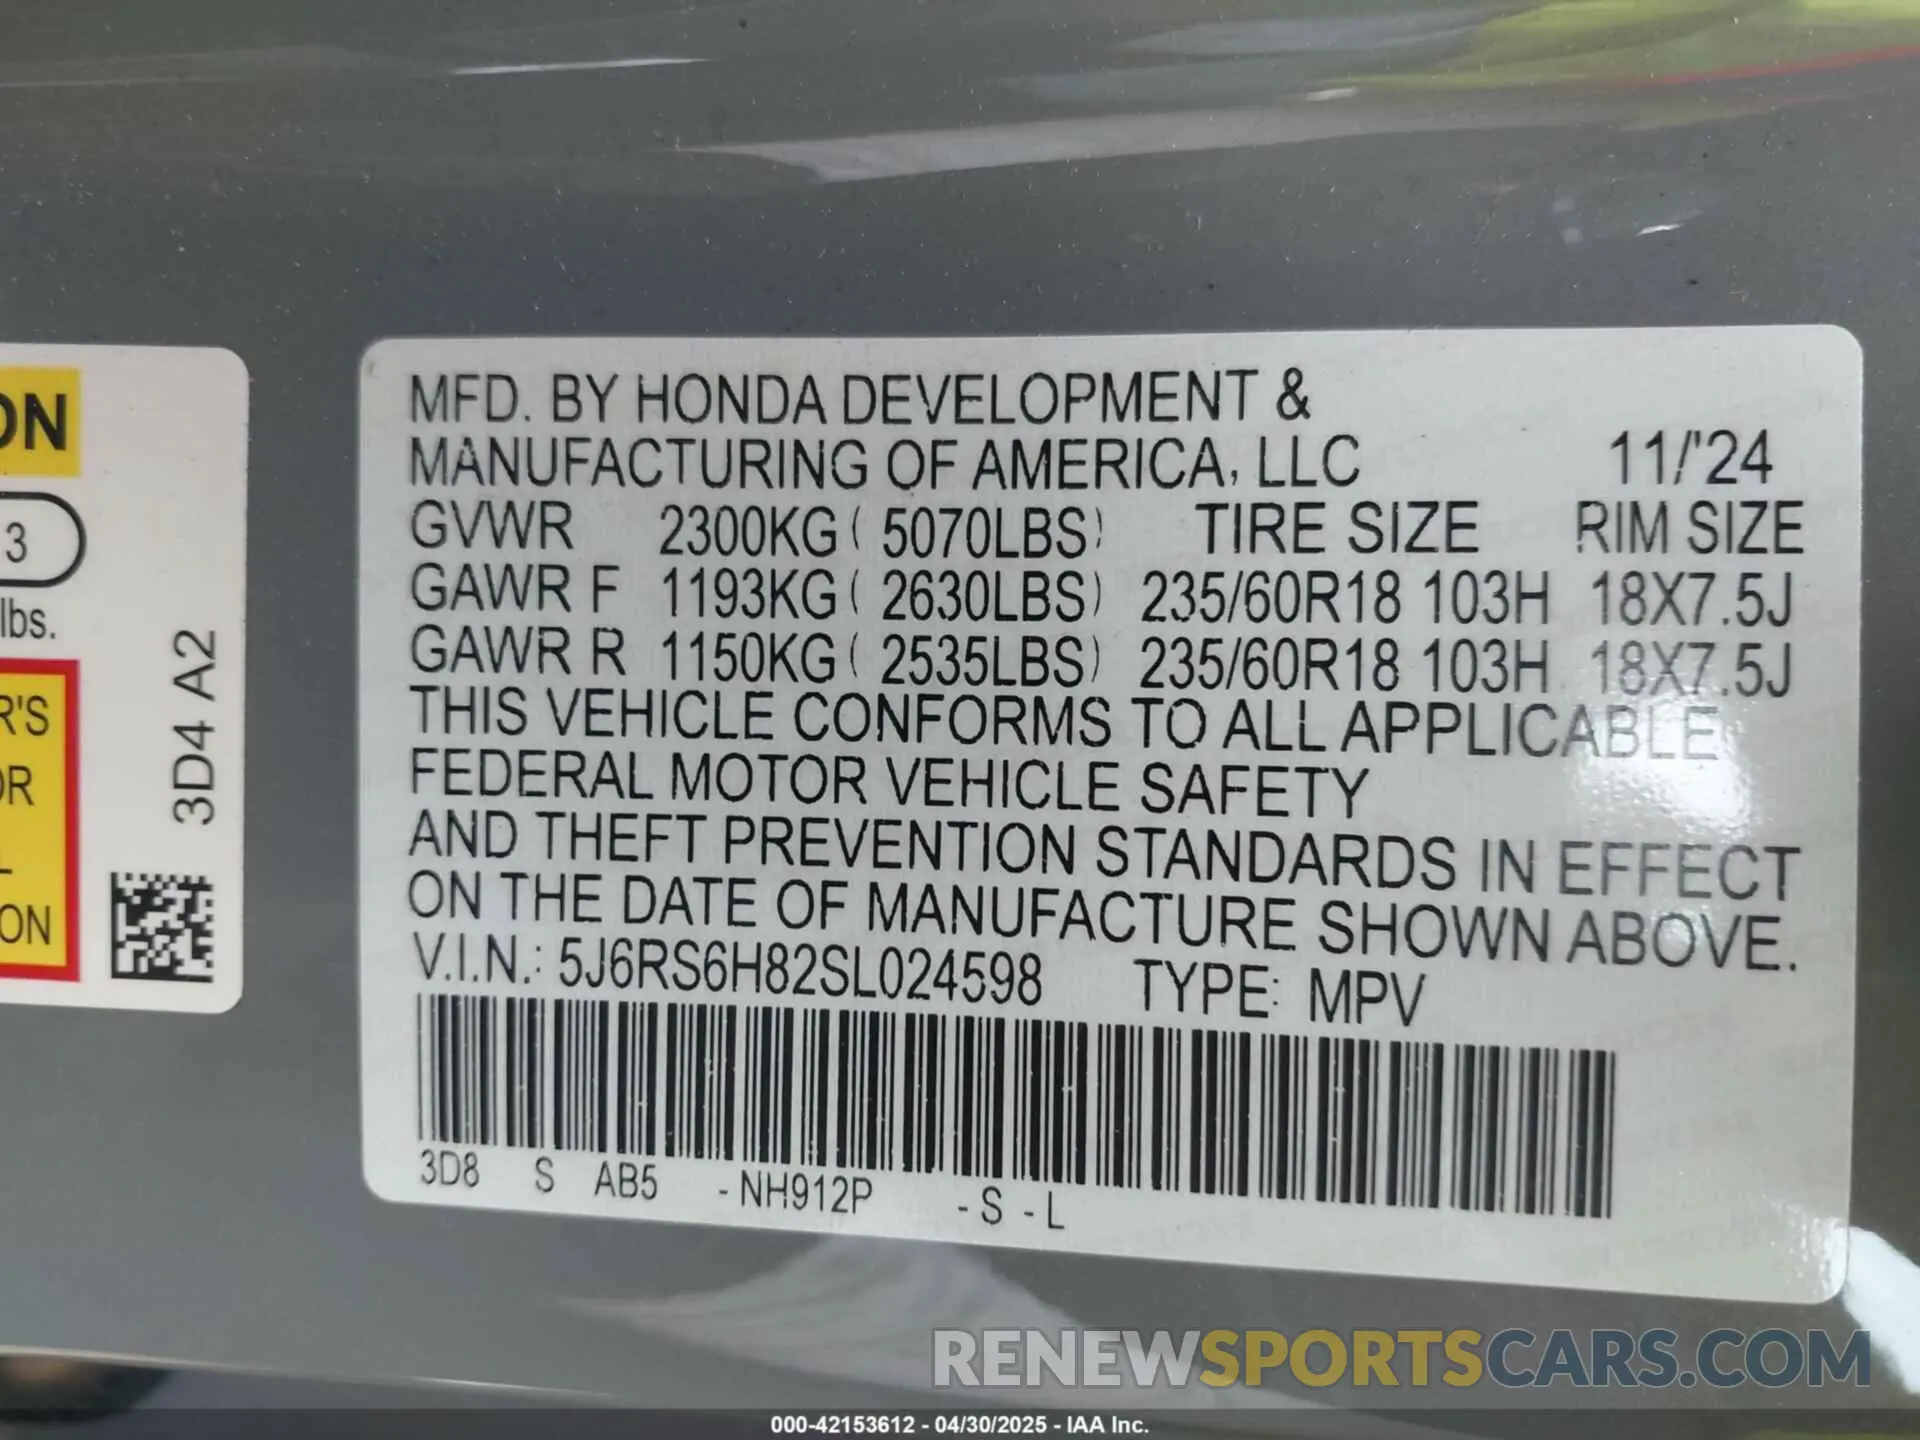 ON
3
lbs.
R'S
OR
L
ON
3D4 A2
MFD. BY HONDA DEVELOPMENT &
MANUFACTURING OF AMERICA, LLC 11/'24
GVWR 2300KG ( 5070LBS) TIRE SIZE RIM SIZE
GAWR F 1193KG ( 2630LBS) 235/60R18 103H 18X7.5J
GAWR R 1150KG ( 2535LBS) 235/60R18 103H 18X7.5J
THIS VEHICLE CONFORMS TO ALL APPLICABLE
FEDERAL MOTOR VEHICLE SAFETY
AND THEFT PREVENTION STANDARDS IN EFFECT
ON THE DATE OF MANUFACTURE SHOWN ABOVE.
V.I.N.: 5J6RS6H82SL024598 TYPE: MPV
3D8 S AB5 - NH912P - S - L
RENEWSPORTSCARS.COM
000-42153612 - 04/30/2025 - IAA Inc.